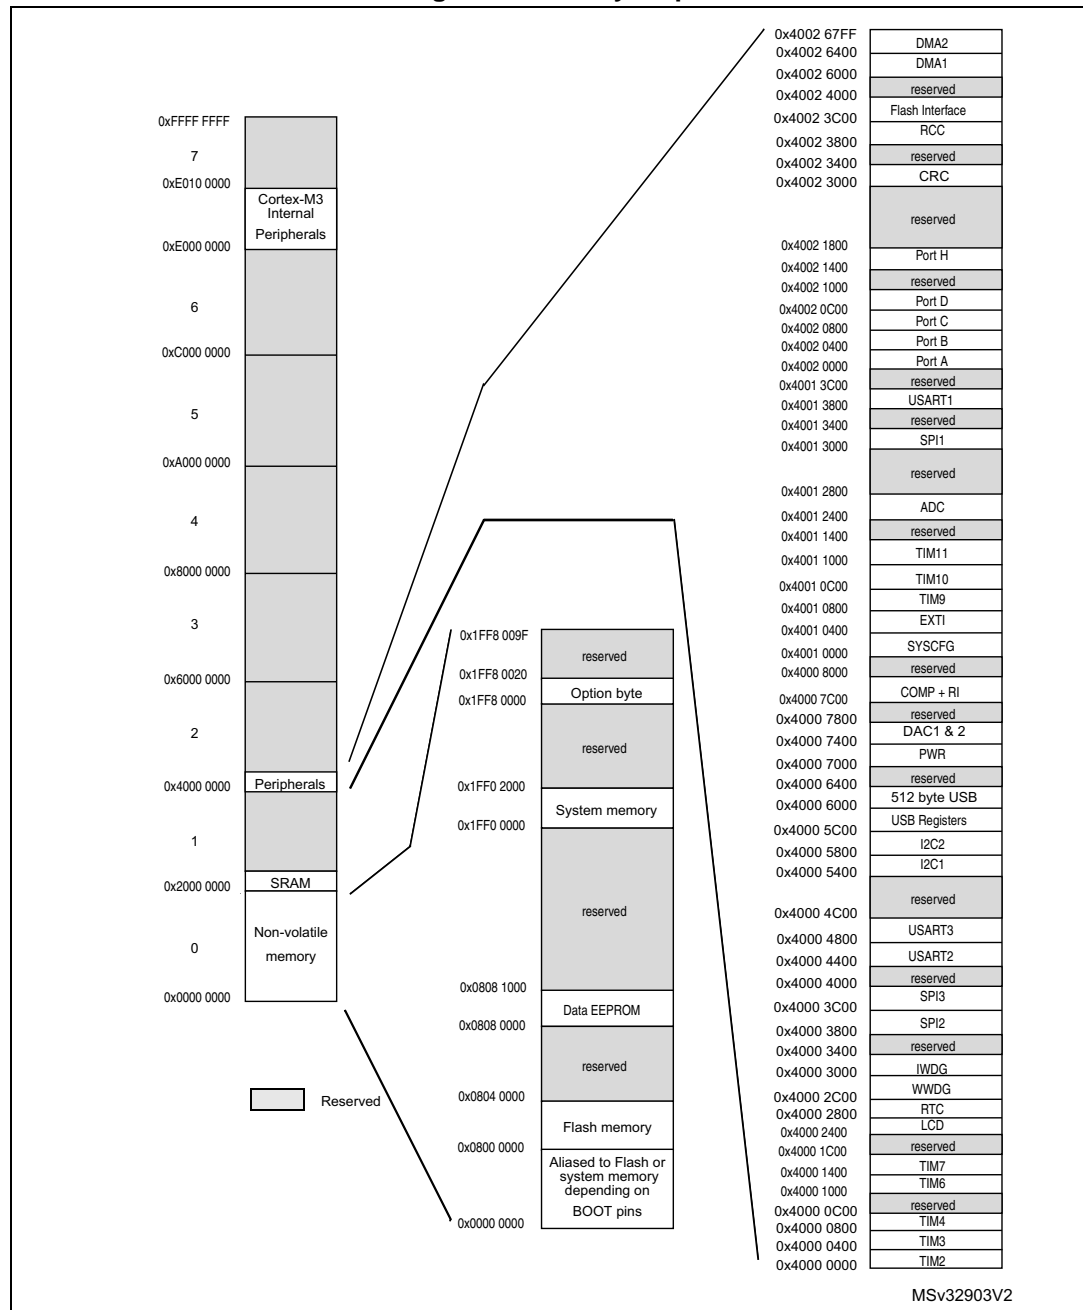 0xFFFF FFFF
7
0xE010 0000
Cortex-M3
Internal
Peripherals
0xE000 0000
6
0xC000 0000
5
0xA000 0000
4
0x8000 0000
3
0x6000 0000
2
Peripherals
0x4000 0000
1
0x2000 0000
SRAM
Non-volatile
memory
0
0x0000 0000
Reserved
0x1FF8 009F
reserved
0x1FF8 0020
Option byte
0x1FF8 0000
reserved
0x1FF0 2000
System memory
0x1FF0 0000
reserved
0x0808 1000
Data EEPROM
0x0808 0000
reserved
0x0804 0000
Flash memory
0x0800 0000
Aliased to Flash or
system memory
depending on
BOOT pins
0x0000 0000
0x4002 67FF
DMA2
0x4002 6400
DMA1
0x4002 6000
reserved
0x4002 4000
Flash Interface
0x4002 3C00
RCC
0x4002 3800
reserved
0x4002 3400
CRC
0x4002 3000
reserved
0x4002 1800
Port H
0x4002 1400
reserved
0x4002 1000
Port D
0x4002 0C00
Port C
0x4002 0800
Port B
0x4002 0400
Port A
0x4002 0000
reserved
0x4001 3C00
USART1
0x4001 3800
reserved
0x4001 3400
SPI1
0x4001 3000
reserved
0x4001 2800
ADC
0x4001 2400
reserved
0x4001 1400
TIM11
0x4001 1000
TIM10
0x4001 0C00
TIM9
0x4001 0800
EXTI
0x4001 0400
SYSCFG
0x4001 0000
reserved
0x4000 8000
COMP + RI
0x4000 7C00
reserved
0x4000 7800
DAC1 & 2
0x4000 7400
PWR
0x4000 7000
reserved
0x4000 6400
512 byte USB
0x4000 6000
USB Registers
0x4000 5C00
I2C2
0x4000 5800
I2C1
0x4000 5400
reserved
0x4000 4C00
USART3
0x4000 4800
USART2
0x4000 4400
reserved
0x4000 4000
SPI3
0x4000 3C00
SPI2
0x4000 3800
reserved
0x4000 3400
IWDG
0x4000 3000
WWDG
0x4000 2C00
RTC
0x4000 2800
LCD
0x4000 2400
reserved
0x4000 1C00
TIM7
0x4000 1400
TIM6
0x4000 1000
reserved
0x4000 0C00
TIM4
0x4000 0800
TIM3
0x4000 0400
TIM2
0x4000 0000
MSv32903V2